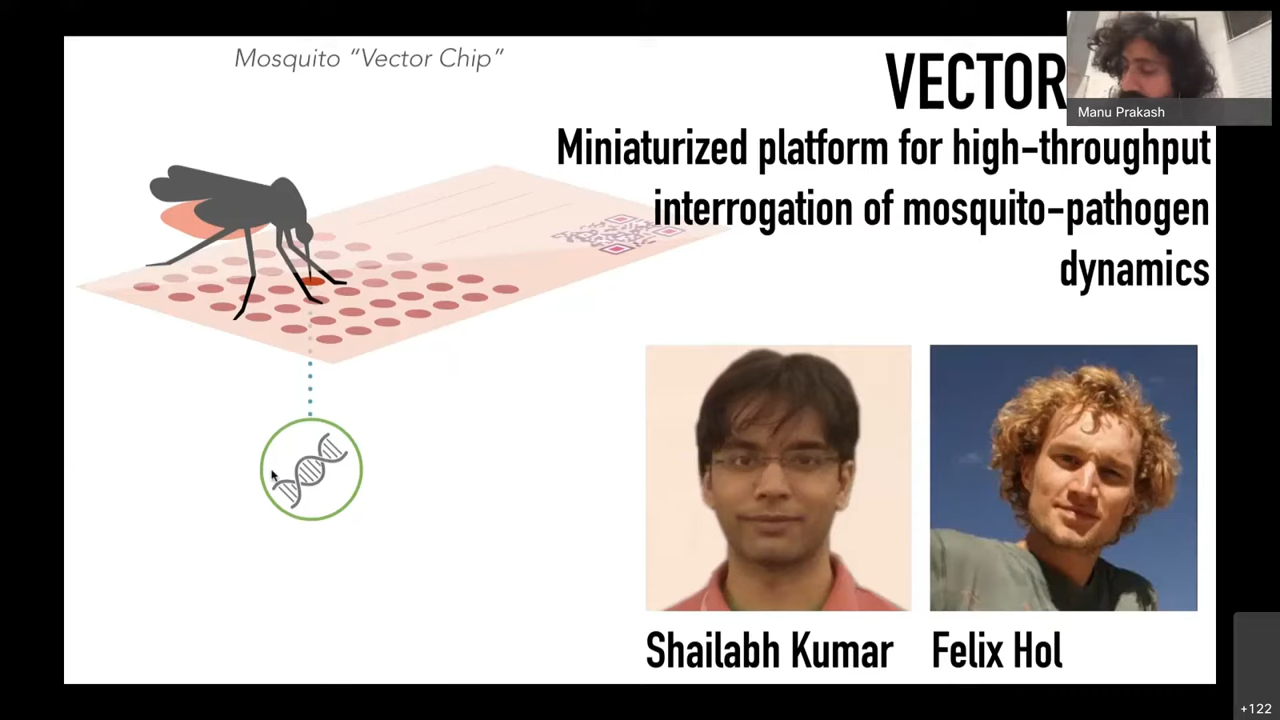 Mosquito “Vector Chip”
VECTOR
Manu Prakash
Miniaturized platform for high-throughput
interrogation of mosquito-pathogen
dynamics
Shailabh Kumar
Felix Hol
+122